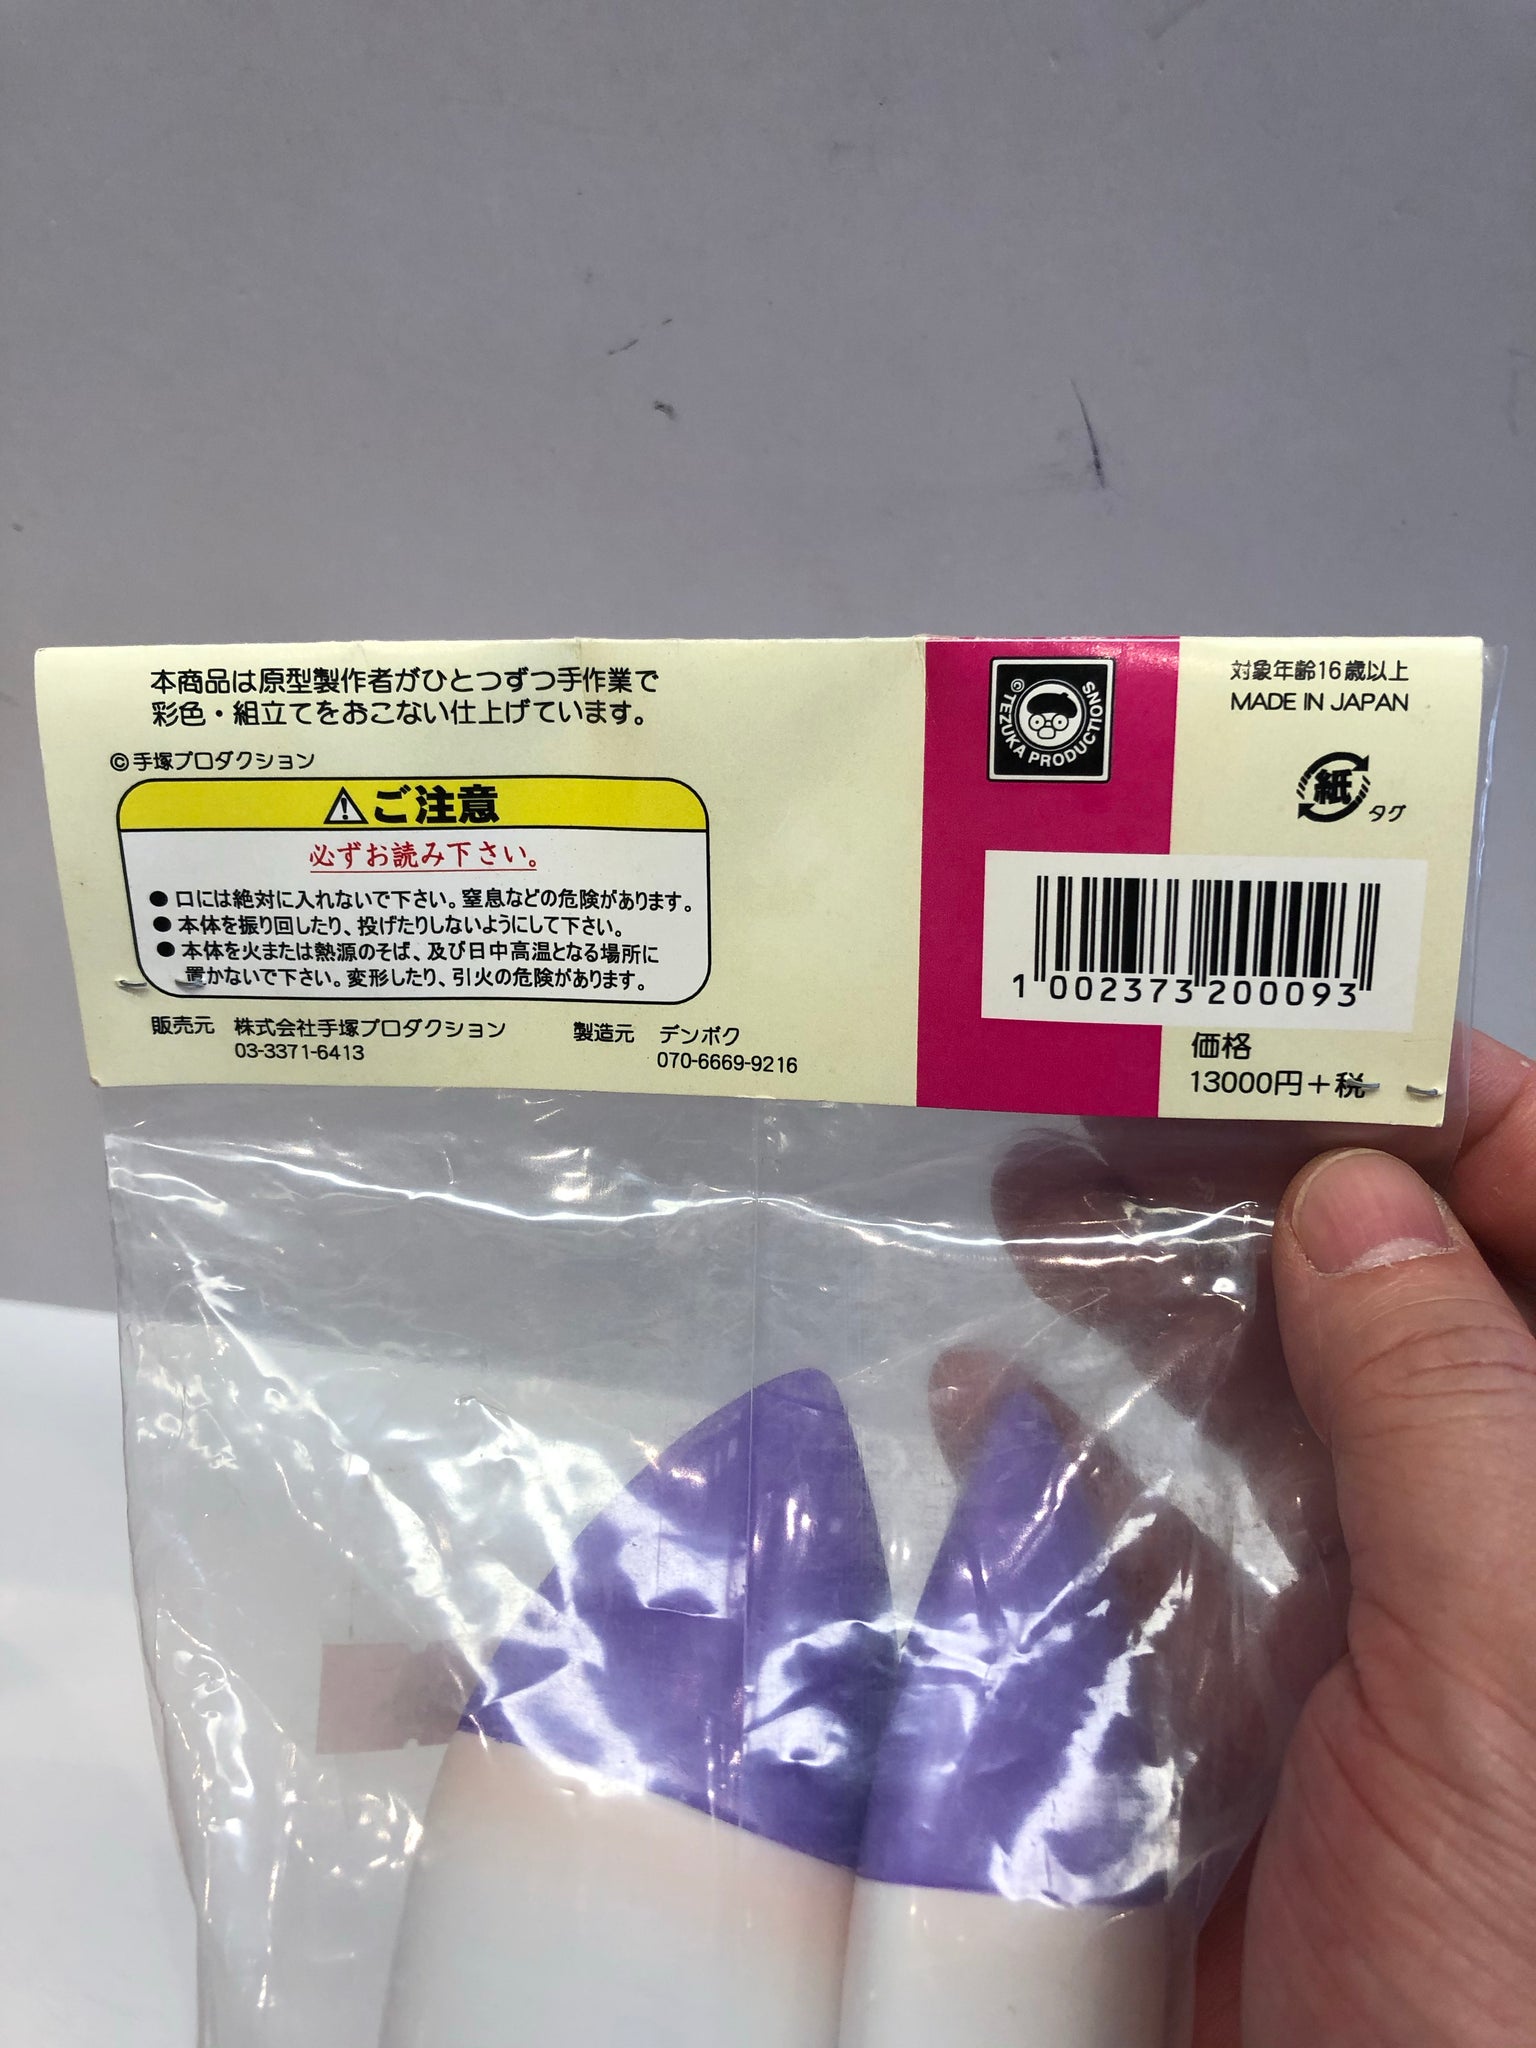 本商品は原型製作者がひとつずつ手作業で
彩色・組立てをおこない仕上げています。
©手塚プロダクション
⚠ご注意
必ずお読み下さい。
●口には絶対に入れないで下さい。窒息などの危険があります。
●本体を振り回したり、投げたりしないようにして下さい。
●本体を火または熱源のそば、及び日中高温となる場所に
置かないで下さい。変形したり、引火の危険があります。
販売元 株式会社手塚プロダクション
03-3371-6413
製造元 デンボク
070-6669-9216
©TEZUKA PRODUCTIONS
対象年齢16歳以上
MADE IN JAPAN
紙
タグ
1 002373 200093
価格
13000円+税